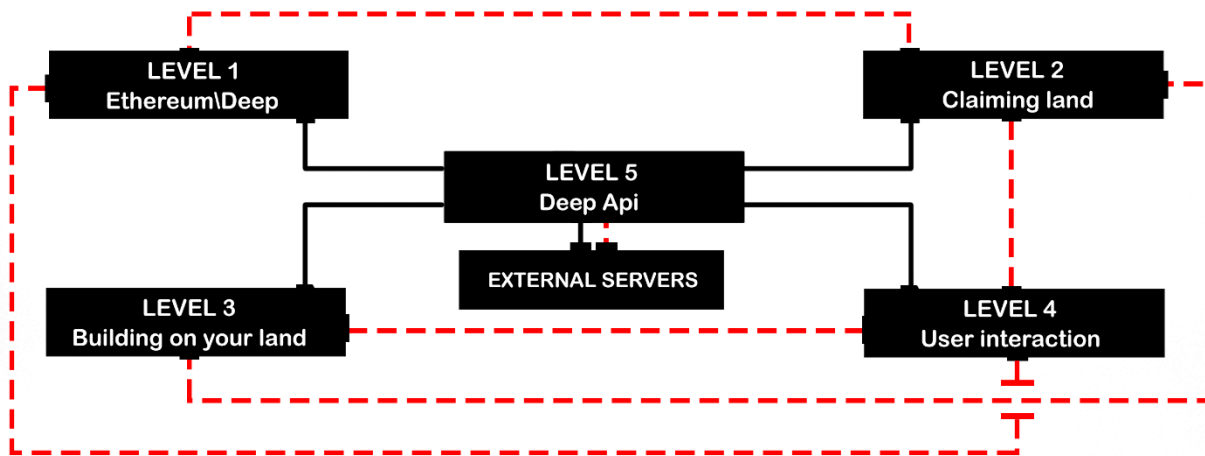 LEVEL 1
Ethereum\Deep
LEVEL 2
Claiming land
LEVEL 5
Deep Api
EXTERNAL SERVERS
LEVEL 3
Building on your land
LEVEL 4
User interaction